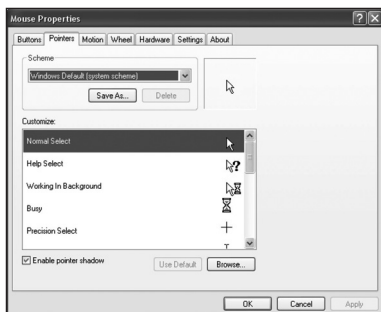 Mouse Properties
Buttons Pointers Motion Wheel Hardware Settings About
Scheme
Windows Default (system scheme)
Save As... Delete
Customize:
Normal Select
Help Select
Working In Background
Busy
Precision Select
Enable pointer shadow Use Default Browse...
OK Cancel Apply